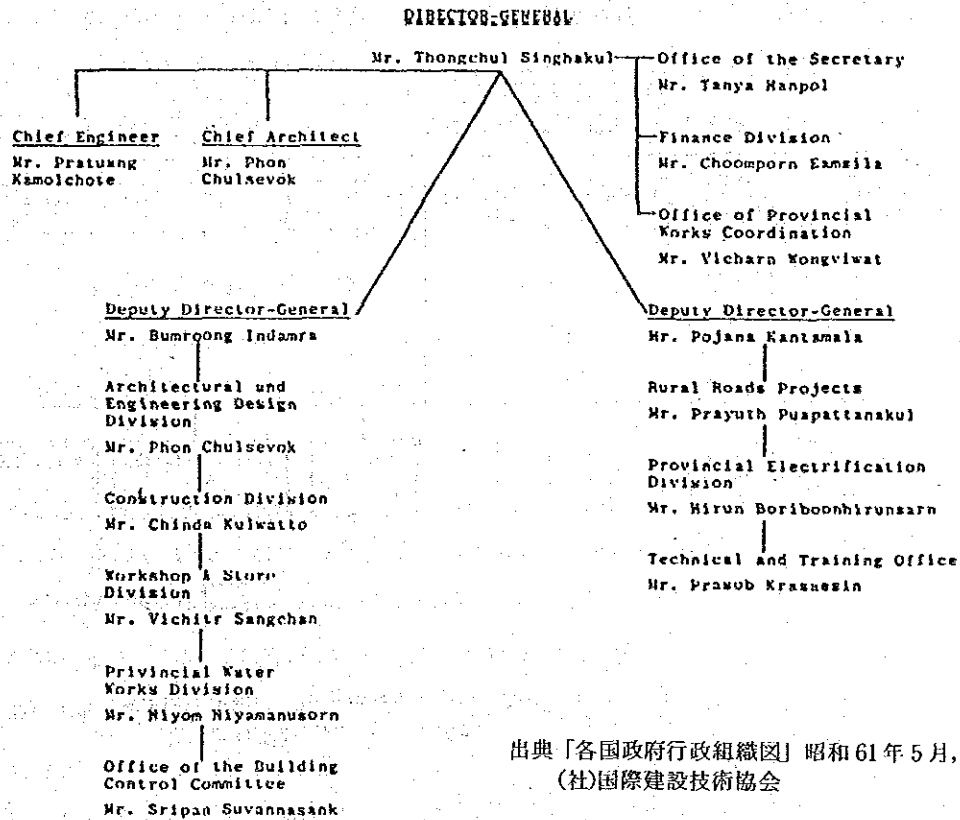 DIRECTOR-GENERAL
Mr. Thongchul Singhakul
Office of the Secretary
Mr. Tanya Hanpol
Finance Division
Mr. Choomporn Eamsila
Office of Provincial
Works Coordination
Mr. Vicharn Wongviwat
Chief Engineer
Mr. Pratuang
Kamolchote
Chief Architect
Mr. Phon
Chulsevok
Deputy Director-General
Mr. Bumroong Indamra
Architectural und
Engineering Design
Division
Mr. Phon Chulsevok
Construction Division
Mr. Chinda Kulwatto
Workshop & Store
Division
Mr. Vichitr Sangchan
Privincial Water
Works Division
Mr. Niyom Niyamanusorn
Office of the Building
Control Committee
Mr. Sripan Suvannasank
Deputy Director-General
Mr. Pojana Kantamala
Rural Roads Projects
Mr. Prayuth Puapattanakul
Provincial Electrification
Division
Mr. Hirun Boriboonhirunsarn
Technical and Training Office
Mr. Prasob Krasaesin
出典「各国政府行政組織図」昭和61年5月,
(社)国際建設技術協会